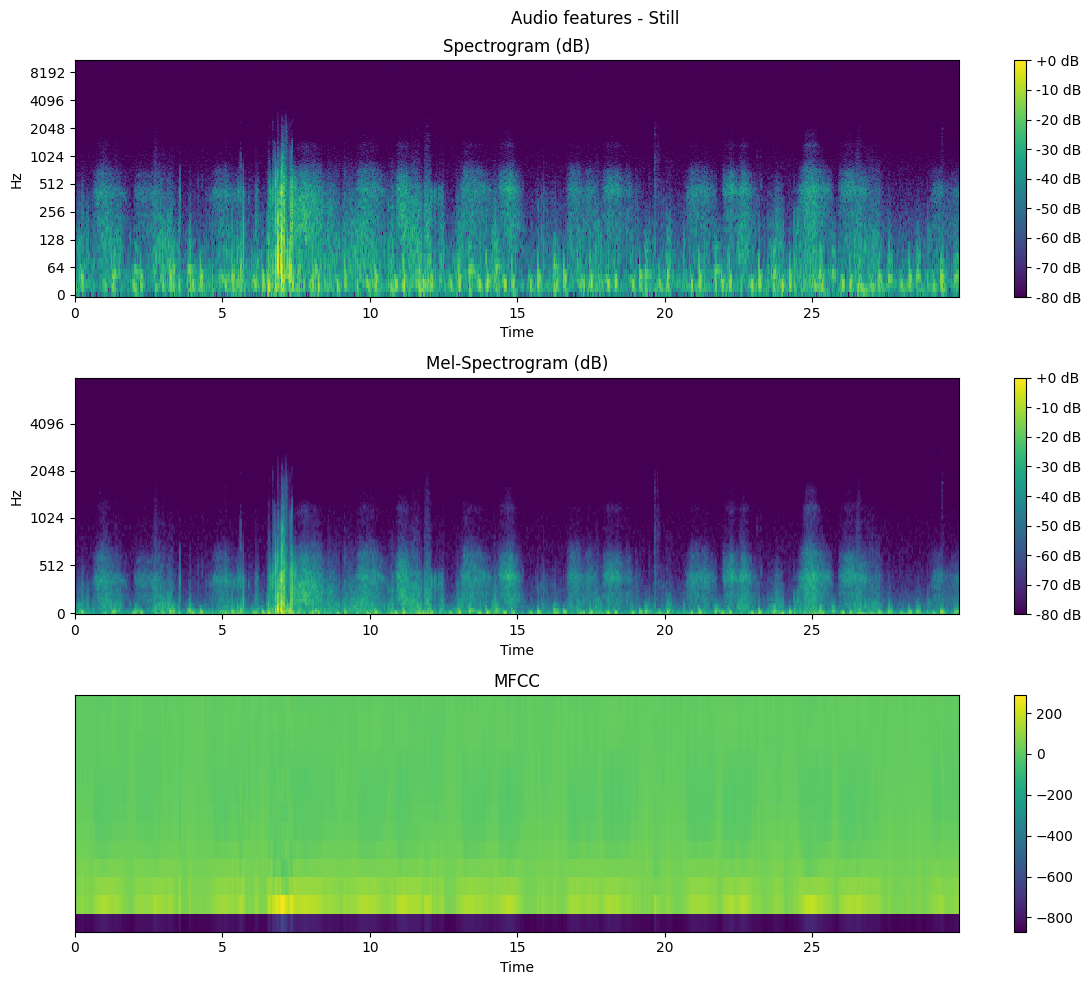 Audio features - Still
Spectrogram (dB)
8192
4096
2048
1024
512
256
128
64
0
Hz
0 5 10 15 20 25
Time
+0 dB
-10 dB
-20 dB
-30 dB
-40 dB
-50 dB
-60 dB
-70 dB
-80 dB
Mel-Spectrogram (dB)
4096
2048
1024
512
0
Hz
0 5 10 15 20 25
Time
+0 dB
-10 dB
-20 dB
-30 dB
-40 dB
-50 dB
-60 dB
-70 dB
-80 dB
MFCC
0 5 10 15 20 25
Time
200
0
−200
−400
−600
−800